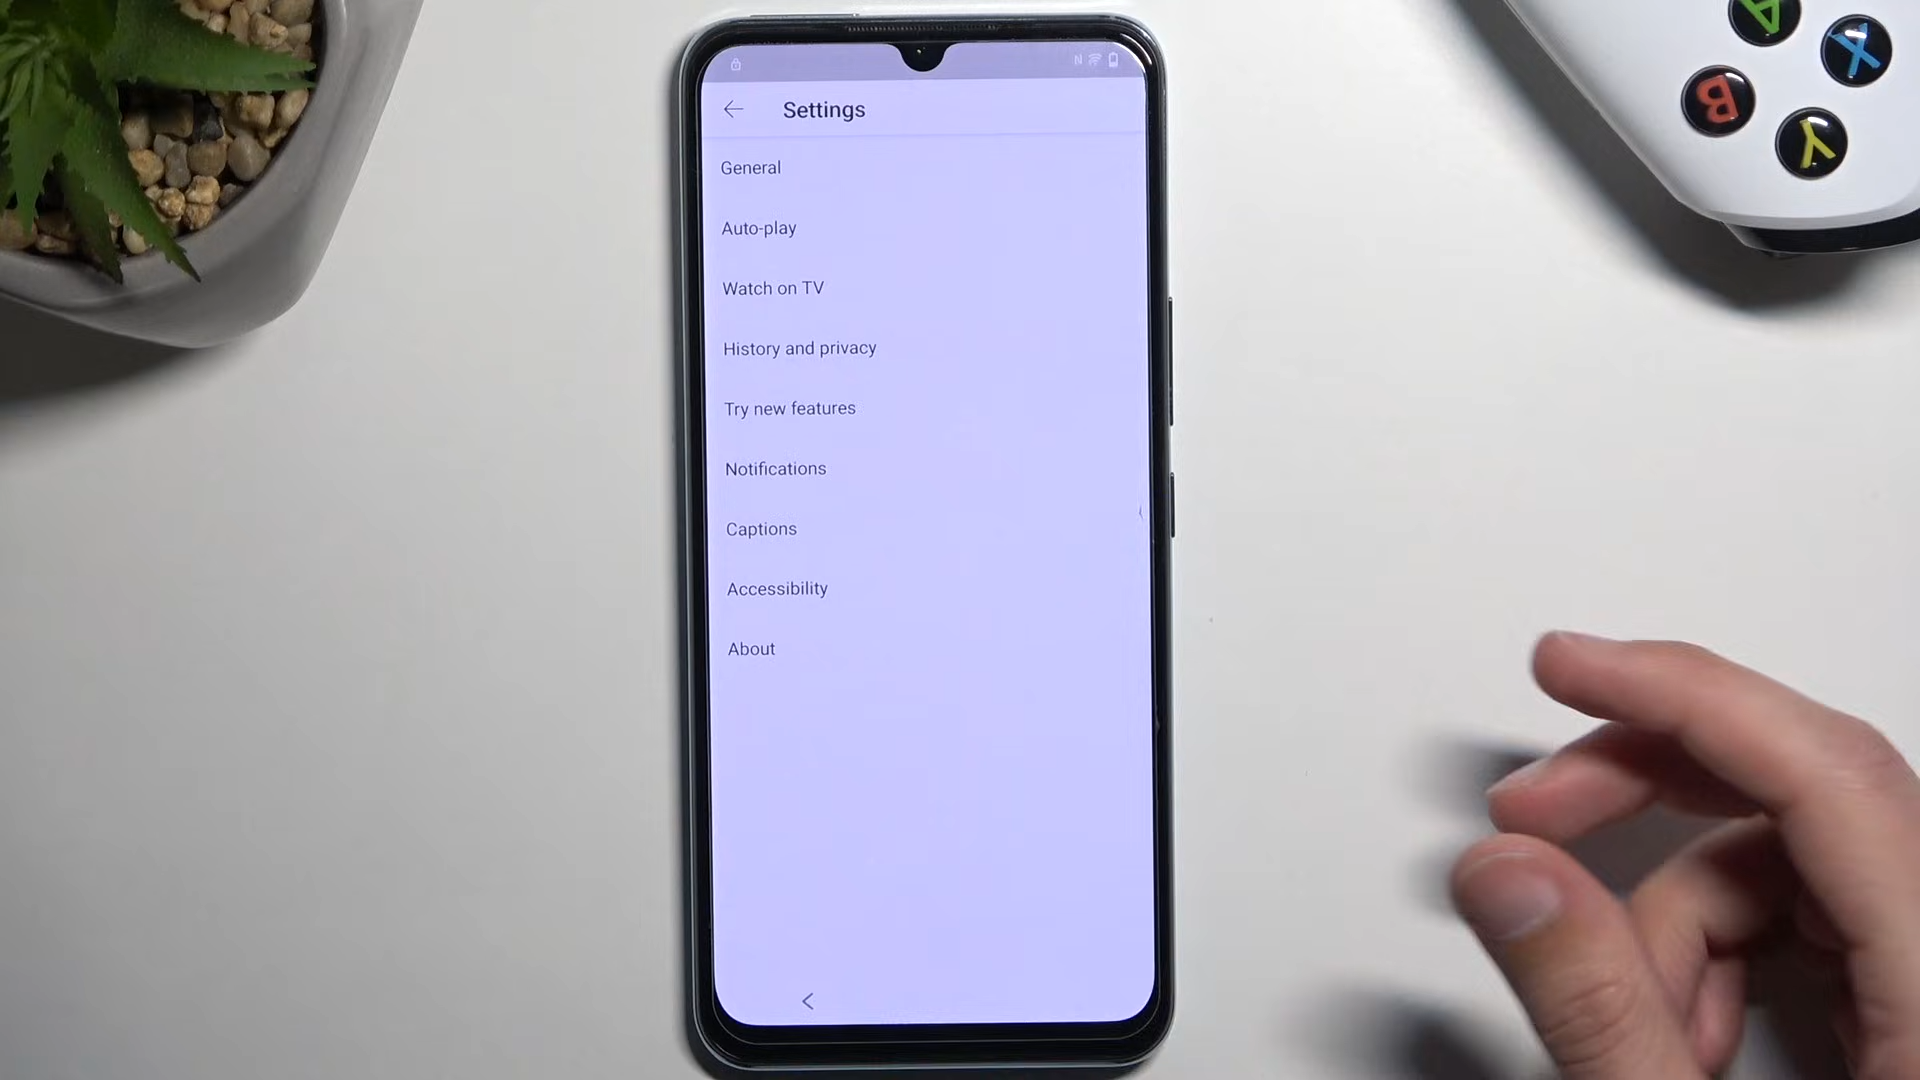 N
Settings
General
Auto-play
Watch on TV
History and privacy
Try new features
Notifications
Captions
Accessibility
About
A
X
B
Y